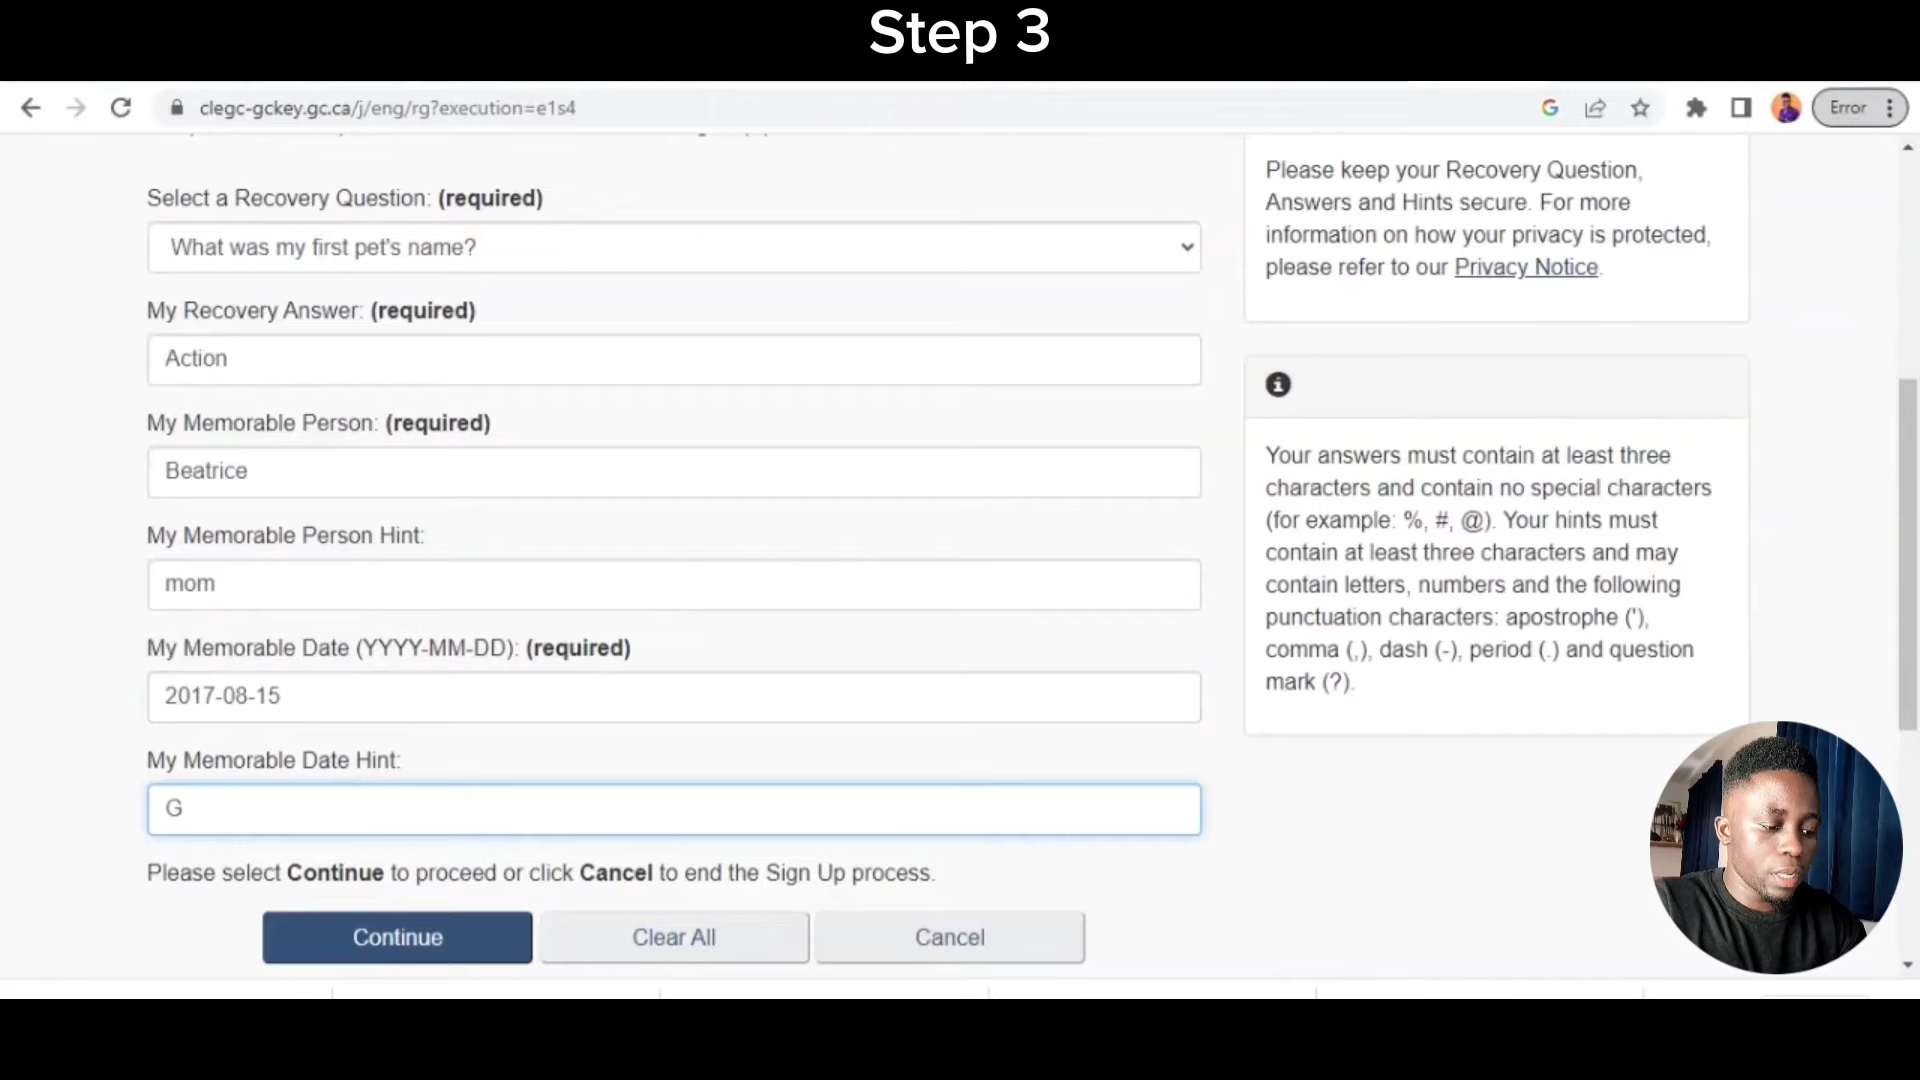 Step 3
clegc-gckey.gc.ca/j/eng/rg?execution=e1s4
Error
Select a Recovery Question: (required)
What was my first pet's name?
My Recovery Answer: (required)
Action
My Memorable Person: (required)
Beatrice
My Memorable Person Hint:
mom
My Memorable Date (YYYY-MM-DD): (required)
2017-08-15
My Memorable Date Hint:
G
Please select Continue to proceed or click Cancel to end the Sign Up process.
Continue
Clear All
Cancel
Please keep your Recovery Question,
Answers and Hints secure. For more
information on how your privacy is protected,
please refer to our Privacy Notice.
Your answers must contain at least three
characters and contain no special characters
(for example: %, #, @). Your hints must
contain at least three characters and may
contain letters, numbers and the following
punctuation characters: apostrophe ('),
comma (,), dash (-), period (.) and question
mark (?).